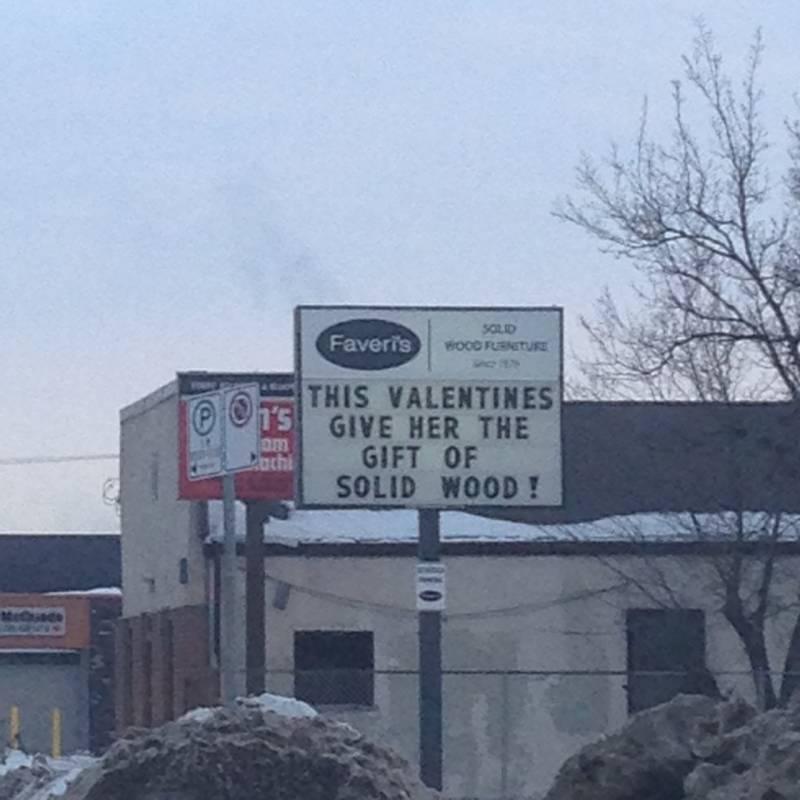 Faveri's
SOLID
WOOD FURNITURE
THIS VALENTINES
GIVE HER THE
GIFT OF
SOLID WOOD!
P